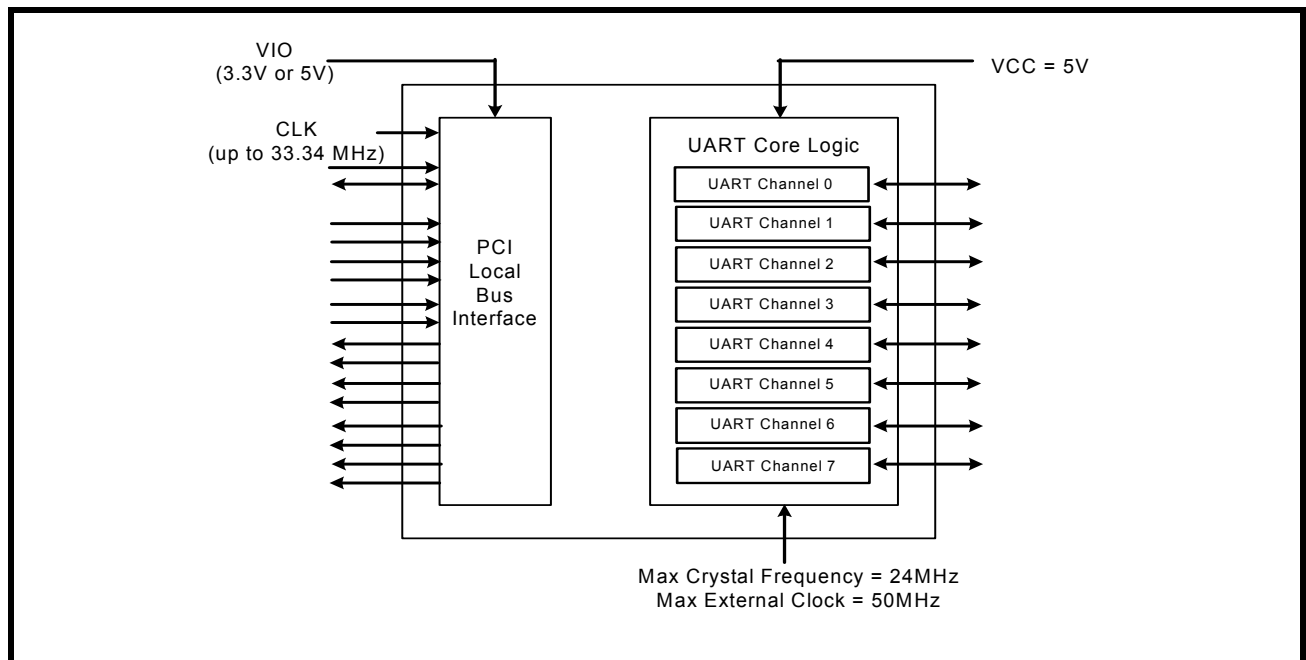 VIO
(3.3V or 5V)
VCC = 5V
CLK
(up to 33.34 MHz)
PCI
Local
Bus
Interface
UART Core Logic
UART Channel 0
UART Channel 1
UART Channel 2
UART Channel 3
UART Channel 4
UART Channel 5
UART Channel 6
UART Channel 7
Max Crystal Frequency = 24MHz
Max External Clock = 50MHz